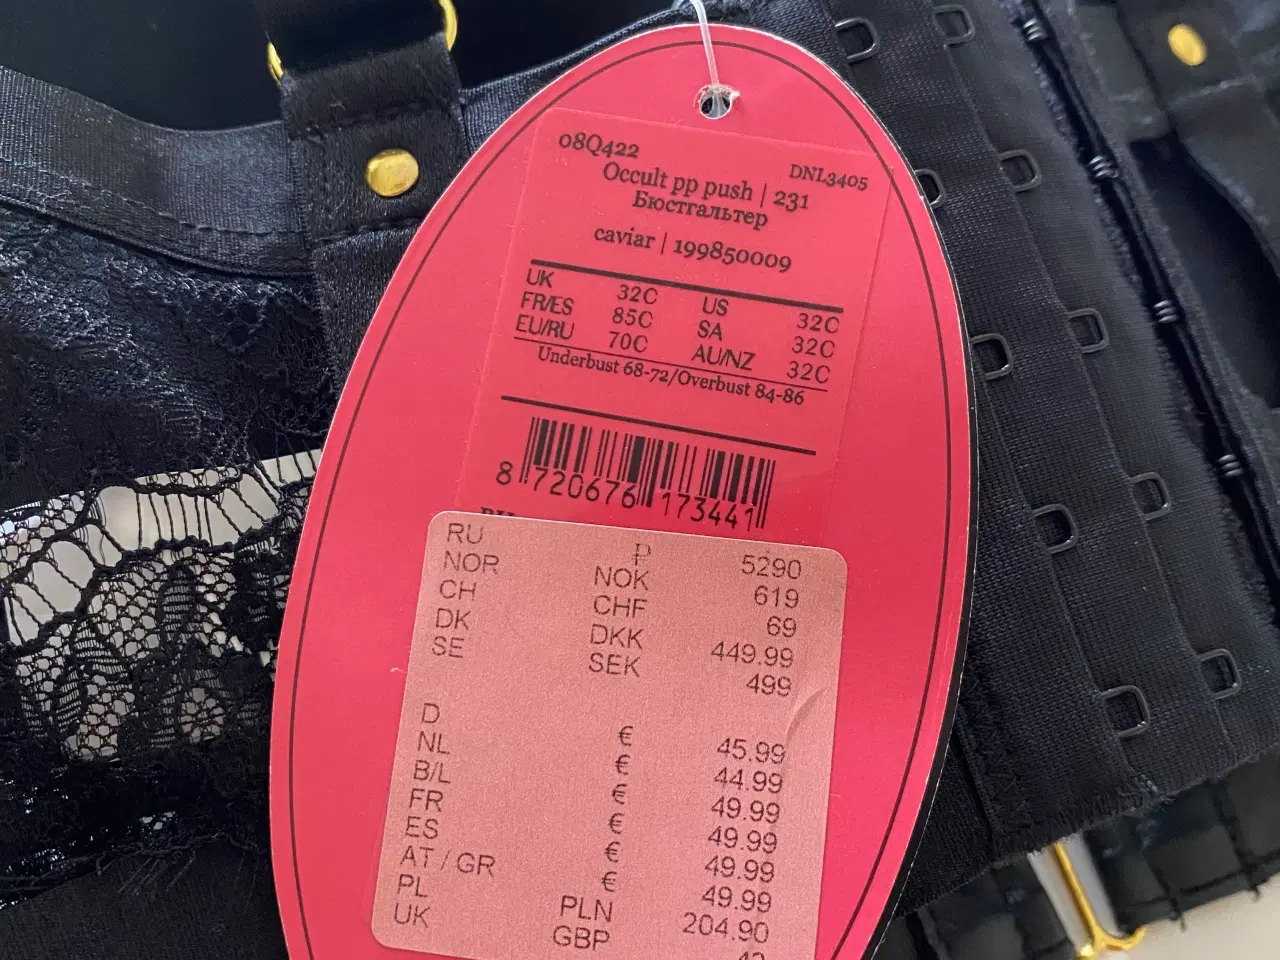 08Q422
DNL3405
Occult pp push | 231
Бюстгальтер
caviar | 199850009
UK 32C US 32C
FR/ES 85C SA 32C
EU/RU 70C AU/NZ 32C
Underbust 68-72/Overbust 84-86
8 720676 173441
RU ₽ 5290
NOR NOK 619
CH CHF 69
DK DKK 449.99
SE SEK 499
D € 45.99
NL € 44.99
B/L € 49.99
FR € 49.99
ES € 49.99
AT / GR € 49.99
PL PLN 204.90
UK GBP